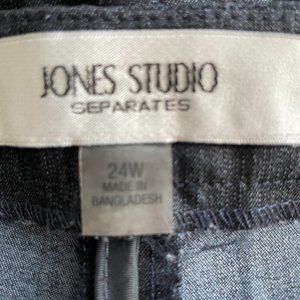 JONES STUDIO
SEPARATES
24W
MADE IN
BANGLADESH